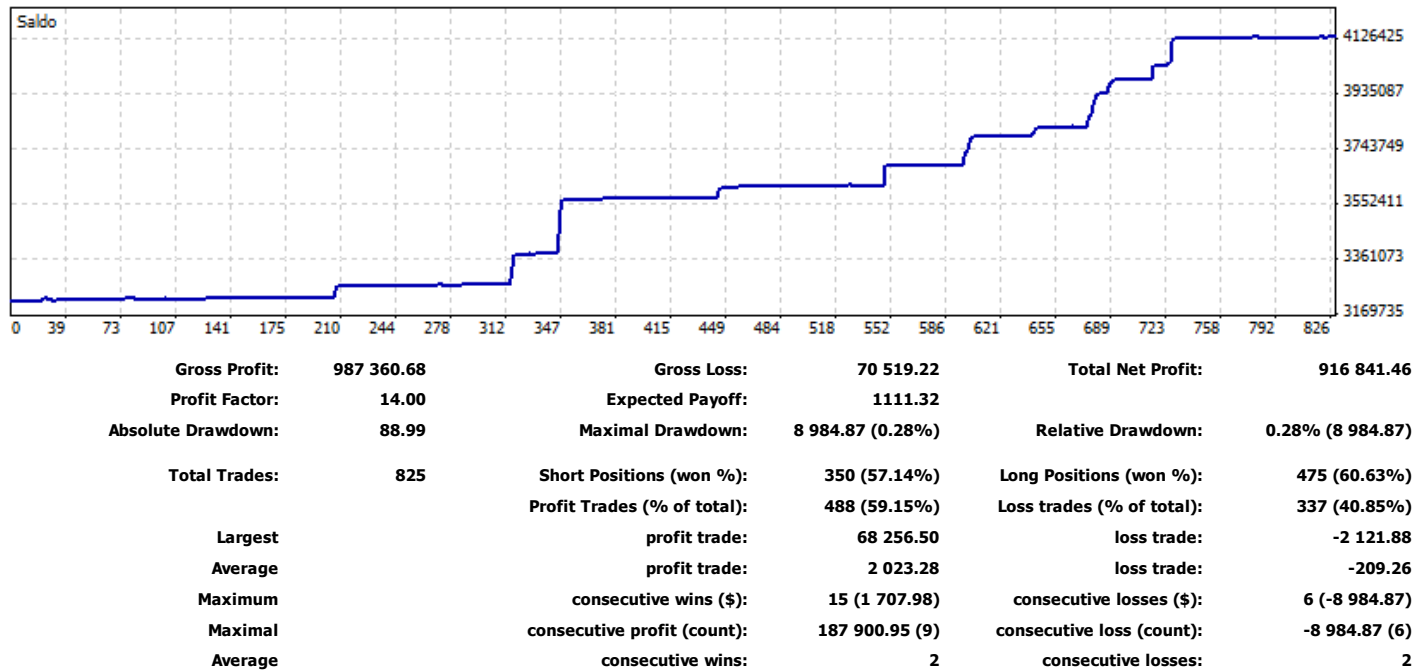 Saldo
4126425
3935087
3743749
3552411
3361073
3169735
0 39 73 107 141 175 210 244 278 312 347 381 415 449 484 518 552 586 621 655 689 723 758 792 826
Gross Profit: 987 360.68 Gross Loss: 70 519.22 Total Net Profit: 916 841.46
Profit Factor: 14.00 Expected Payoff: 1111.32
Absolute Drawdown: 88.99 Maximal Drawdown: 8 984.87 (0.28%) Relative Drawdown: 0.28% (8 984.87)
Total Trades: 825 Short Positions (won %): 350 (57.14%) Long Positions (won %): 475 (60.63%)
Profit Trades (% of total): 488 (59.15%) Loss trades (% of total): 337 (40.85%)
Largest profit trade: 68 256.50 loss trade: -2 121.88
Average profit trade: 2 023.28 loss trade: -209.26
Maximum consecutive wins ($): 15 (1 707.98) consecutive losses ($): 6 (-8 984.87)
Maximal consecutive profit (count): 187 900.95 (9) consecutive loss (count): -8 984.87 (6)
Average consecutive wins: 2 consecutive losses: 2